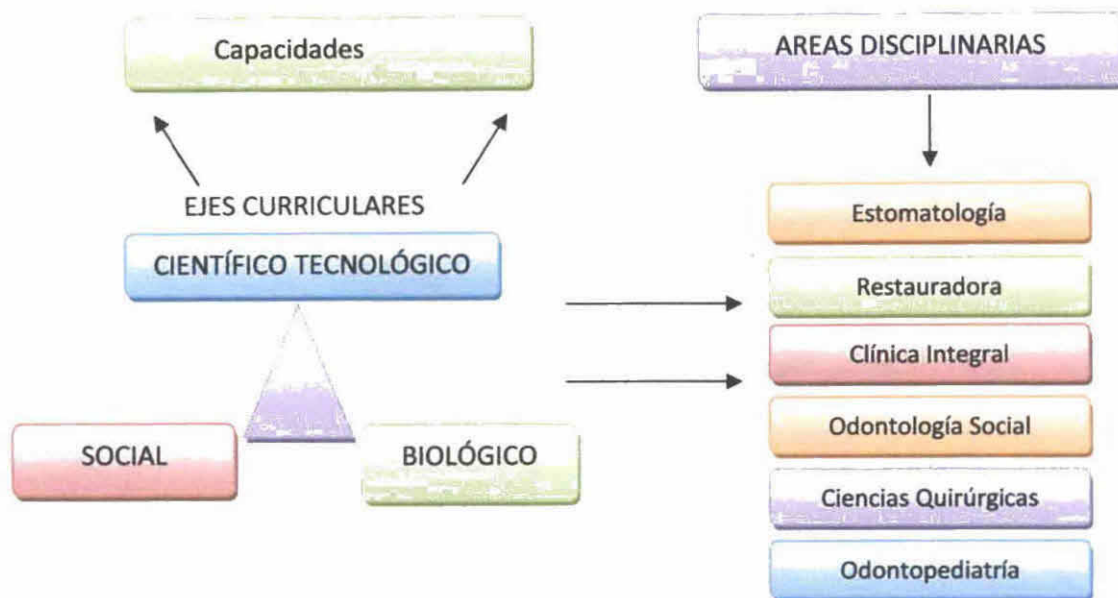 Capacidades
EJES CURRICULARES
CIENTÍFICO TECNOLÓGICO
SOCIAL
BIOLÓGICO
AREAS DISCIPLINARIAS
Estomatología
Restauradora
Clínica Integral
Odontología Social
Ciencias Quirúrgicas
Odontopediatría